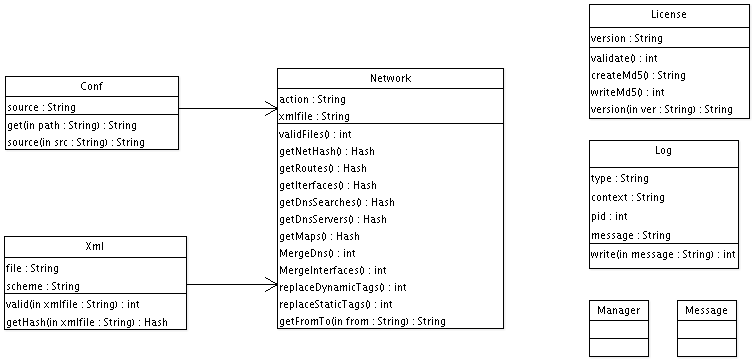 Conf
source : String
get(in path : String) : String
source(in src : String) : String
Xml
file : String
scheme : String
valid(in xmlfile : String) : int
getHash(in xmlfile : String) : Hash
Network
action : String
xmlfile : String
validFiles() : int
getNetHash() : Hash
getRoutes() : Hash
getIterfaces() : Hash
getDnsSearches() : Hash
getDnsServers() : Hash
getMaps() : Hash
MergeDns() : int
MergeInterfaces() : int
replaceDynamicTags() : int
replaceStaticTags() : int
getFromTo(in from : String) : String
License
version : String
validate() : int
createMd5() : String
writeMd5() : int
version(in ver : String) : String
Log
type : String
context : String
pid : int
message : String
write(in message : String) : int
Manager
Message